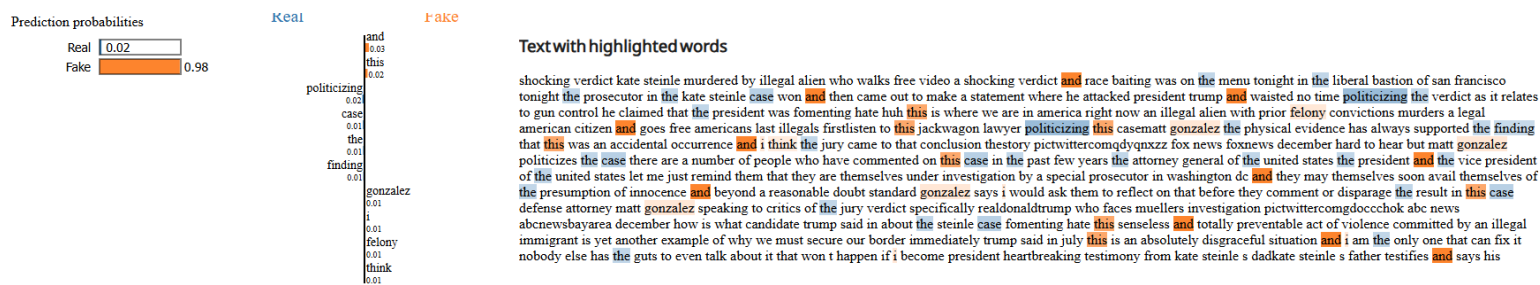 Prediction probabilities
Real 0.02
Fake 0.98
Real Fake
and
0.03
this
0.02
politicizing
0.02
case
0.01
the
0.01
finding
0.01
gonzalez
0.01
i
0.01
felony
0.01
think
0.01
Text with highlighted words
shocking verdict kate steinle murdered by illegal alien who walks free video a shocking verdict and race baiting was on the menu tonight in the liberal bastion of san francisco
tonight the prosecutor in the kate steinle case won and then came out to make a statement where he attacked president trump and waisted no time politicizing the verdict as it relates
to gun control he claimed that the president was fomenting hate huh this is where we are in america right now an illegal alien with prior felony convictions murders a legal
american citizen and goes free americans last illegals firstlisten to this jackwagon lawyer politicizing this casematt gonzalez the physical evidence has always supported the finding
that this was an accidental occurrence and i think the jury came to that conclusion thestory pictwittercomqdyqnxzz fox news foxnews december hard to hear but matt gonzalez
politicizes the case there are a number of people who have commented on this case in the past few years the attorney general of the united states the president and the vice president
of the united states let me just remind them that they are themselves under investigation by a special prosecutor in washington dc and they may themselves soon avail themselves of
the presumption of innocence and beyond a reasonable doubt standard gonzalez says i would ask them to reflect on that before they comment or disparage the result in this case
defense attorney matt gonzalez speaking to critics of the jury verdict specifically realdonaldtrump who faces muellers investigation pictwittercomgdoccchok abc news
abcnewsbayarea december how is what candidate trump said in about the steinle case fomenting hate this senseless and totally preventable act of violence committed by an illegal
immigrant is yet another example of why we must secure our border immediately trump said in july this is an absolutely disgraceful situation and i am the only one that can fix it
nobody else has the guts to even talk about it that won t happen if i become president heartbreaking testimony from kate steinle s dadkate steinle s father testifies and says his